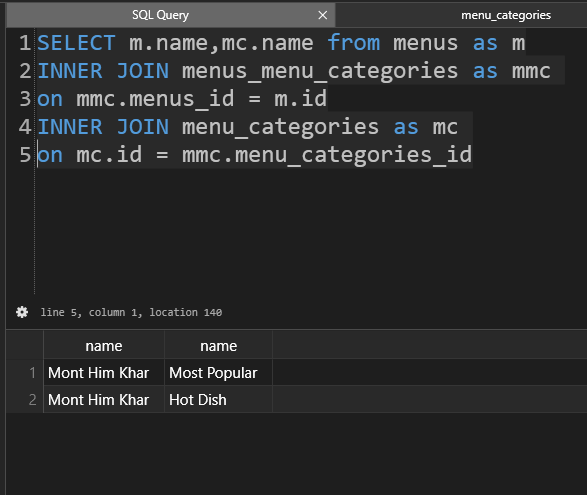 SQL Query × menu_categories
1 SELECT m.name,mc.name from menus as m
2 INNER JOIN menus_menu_categories as mmc
3 on mmc.menus_id = m.id
4 INNER JOIN menu_categories as mc
5 on mc.id = mmc.menu_categories_id
line 5, column 1, location 140
name name
1 Mont Him Khar Most Popular
2 Mont Him Khar Hot Dish